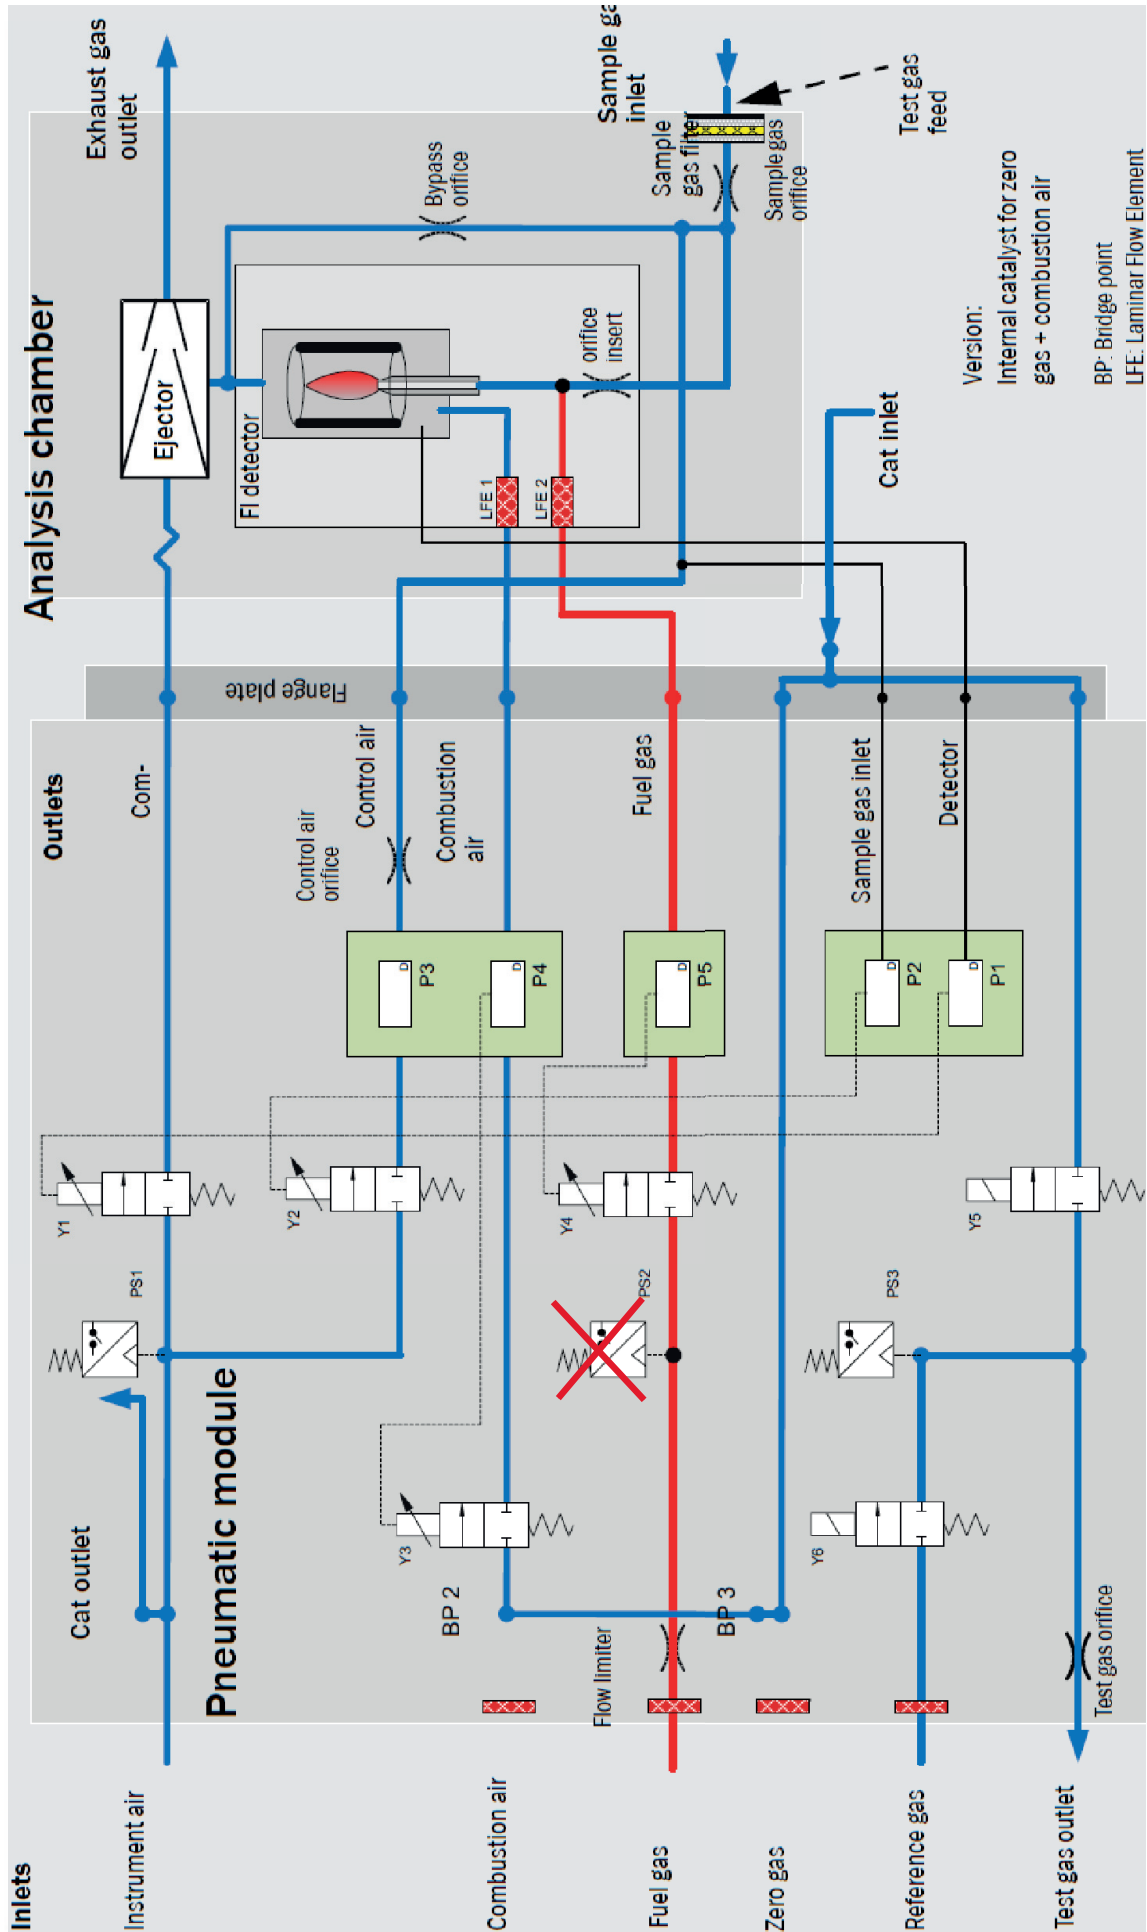 Inlets
Instrument air
Combustion air
Fuel gas
Zero gas
Reference gas
Test gas outlet
Pneumatic module
Cat outlet
PS1
Y1
Y2
Y3
BP 2
Flow limiter
PS2
Y4
BP 3
PS3
Y6
Y5
Test gas orifice
Outlets
Com-
Control air
orifice
Control air
Combustion
air
Fuel gas
Sample gas inlet
Detector
D
P3
D
P4
D
P5
D
P2
D
P1
Flange plate
Analysis chamber
Exhaust gas
outlet
Ejector
FI detector
LFE 1
LFE 2
Bypass
orifice
orifice
insert
Sample ga
inlet
Sample
gas filter
Sample gas
orifice
Test gas
feed
Cat inlet
Version:
Internal catalyst for zero
gas + combustion air
BP: Bridge point
LFE: Laminar Flow Element